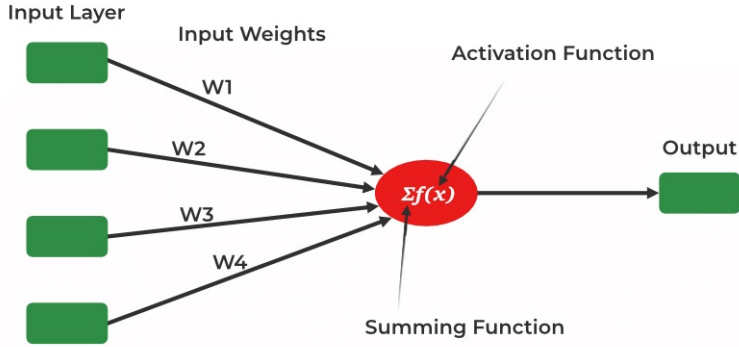 Input Layer
Input Weights
Activation Function
W1
W2
Output
Σf(x)
W3
W4
Summing Function